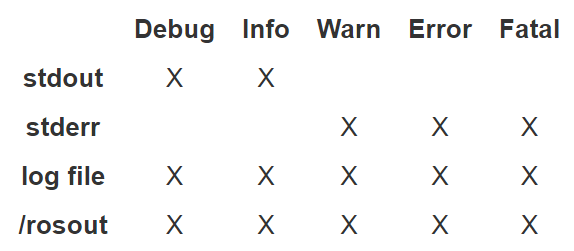 Debug Info Warn Error Fatal
stdout X X
stderr X X X
log file X X X X X
/rosout X X X X X